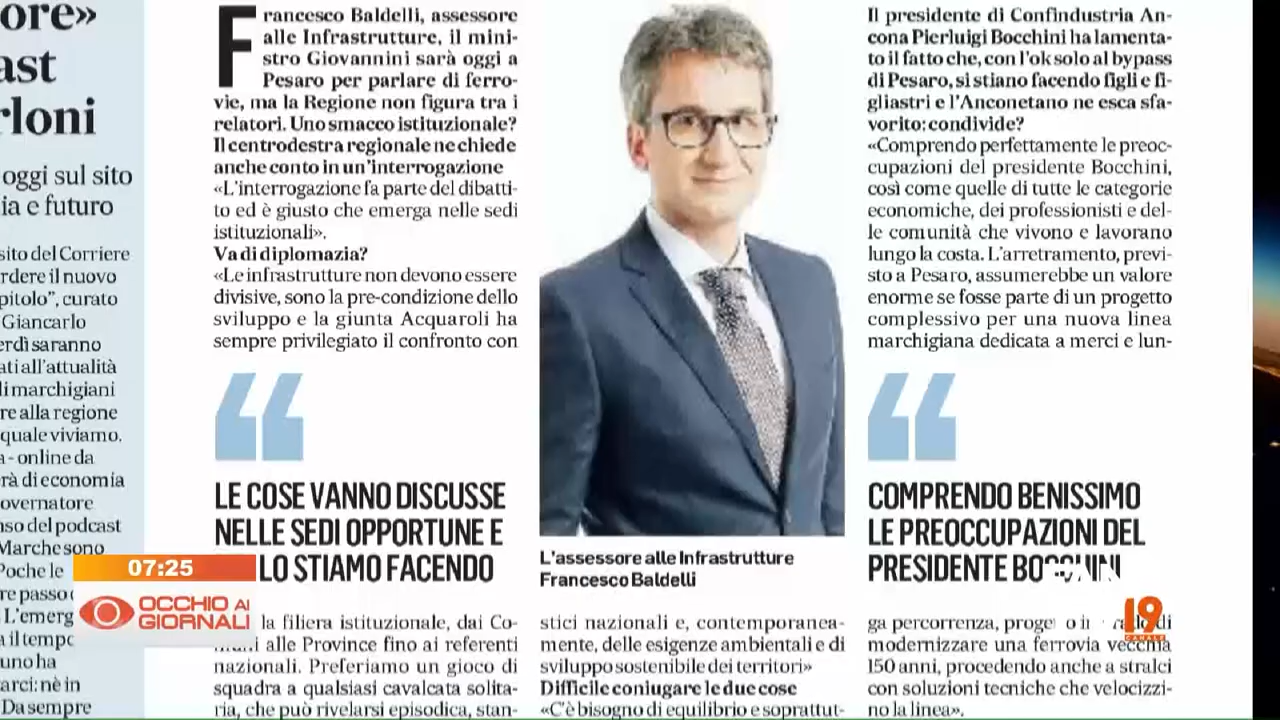 ore»
ast
rloni
oggi sul sito
ia e futuro
sito del Corriere
rdere il nuovo
pitolo”, curato
Giancarlo
erdì saranno
ati all'attualità
li marchigiani
re alla regione
quale viviamo.
a - online da
rà di economia
overnatore
nso del podcast
Marche sono
Poche le
re passo
L'emerg
a il tempo
uno ha
arci: nè in
Da sempre
Francesco Baldelli, assessore
alle Infrastrutture, il mini-
stro Giovannini sarà oggi a
Pesaro per parlare di ferro-
vie, ma la Regione non figura tra i
relatori. Uno smacco istituzionale?
Il centrodestra regionale ne chiede
anche conto in un'interrogazione
«L'interrogazione fa parte del dibatti-
to ed è giusto che emerga nelle sedi
istituzionali».
Va di diplomazia?
«Le infrastrutture non devono essere
divisive, sono la pre-condizione dello
sviluppo e la giunta Acquaroli ha
sempre privilegiato il confronto con
“
LE COSE VANNO DISCUSSE
NELLE SEDI OPPORTUNE E
LO STIAMO FACENDO
la filiera istituzionale, dai Co-
muni alle Province fino ai referenti
nazionali. Preferiamo un gioco di
squadra a qualsiasi cavalcata solita-
ria, che può rivelarsi episodica, stan-
L'assessore alle Infrastrutture
Francesco Baldelli
stici nazionali e, contemporanea-
mente, delle esigenze ambientali e di
sviluppo sostenibile dei territori»
Difficile coniugare le due cose
«C'è bisogno di equilibrio e soprattut-
Il presidente di Confindustria An-
cona Pierluigi Bocchini ha lamenta-
to il fatto che, con l'ok solo al bypass
di Pesaro, si stiano facendo figli e fi-
gliastri e l'Anconetano ne esca sfa-
vorito: condivide?
«Comprendo perfettamente le preoc-
cupazioni del presidente Bocchini,
così come quelle di tutte le categorie
economiche, dei professionisti e del-
le comunità che vivono e lavorano
lungo la costa. L'arretramento, previ-
sto a Pesaro, assumerebbe un valore
enorme se fosse parte di un progetto
complessivo per una nuova linea
marchigiana dedicata a merci e lun-
“
COMPRENDO BENISSIMO
LE PREOCCUPAZIONI DEL
PRESIDENTE BOCCHINI
ga percorrenza, proge o in di
modernizzare una ferrovia vecchia
150 anni, procedendo anche a stralci
con soluzioni tecniche che velocizzi-
no la linea».
07:25
OCCHIO AI
GIORNALI
19
CANALE